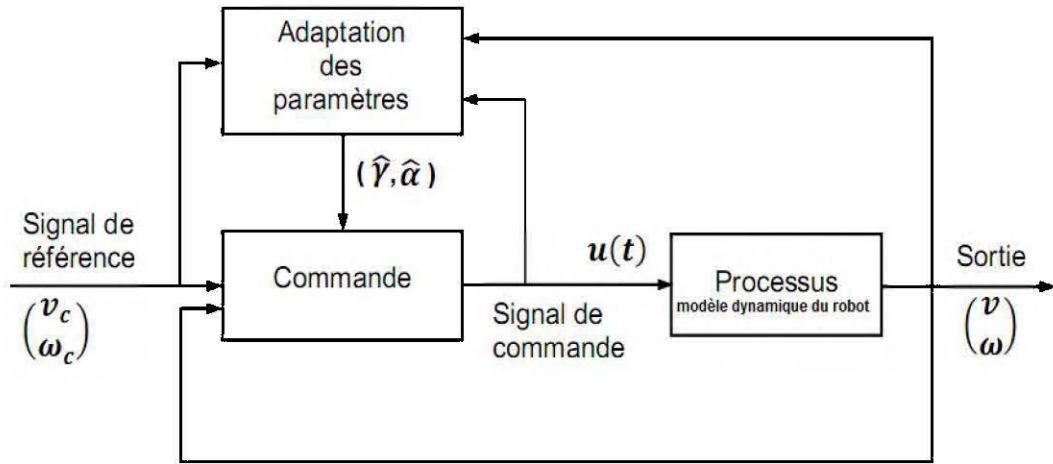 Adaptation
des
paramètres
(γ̂, α̂)
Signal de
référence
Commande
u(t)
Processus
modèle dynamique du robot
Sortie
(v_c
ω_c)
Signal de
commande
(v
ω)